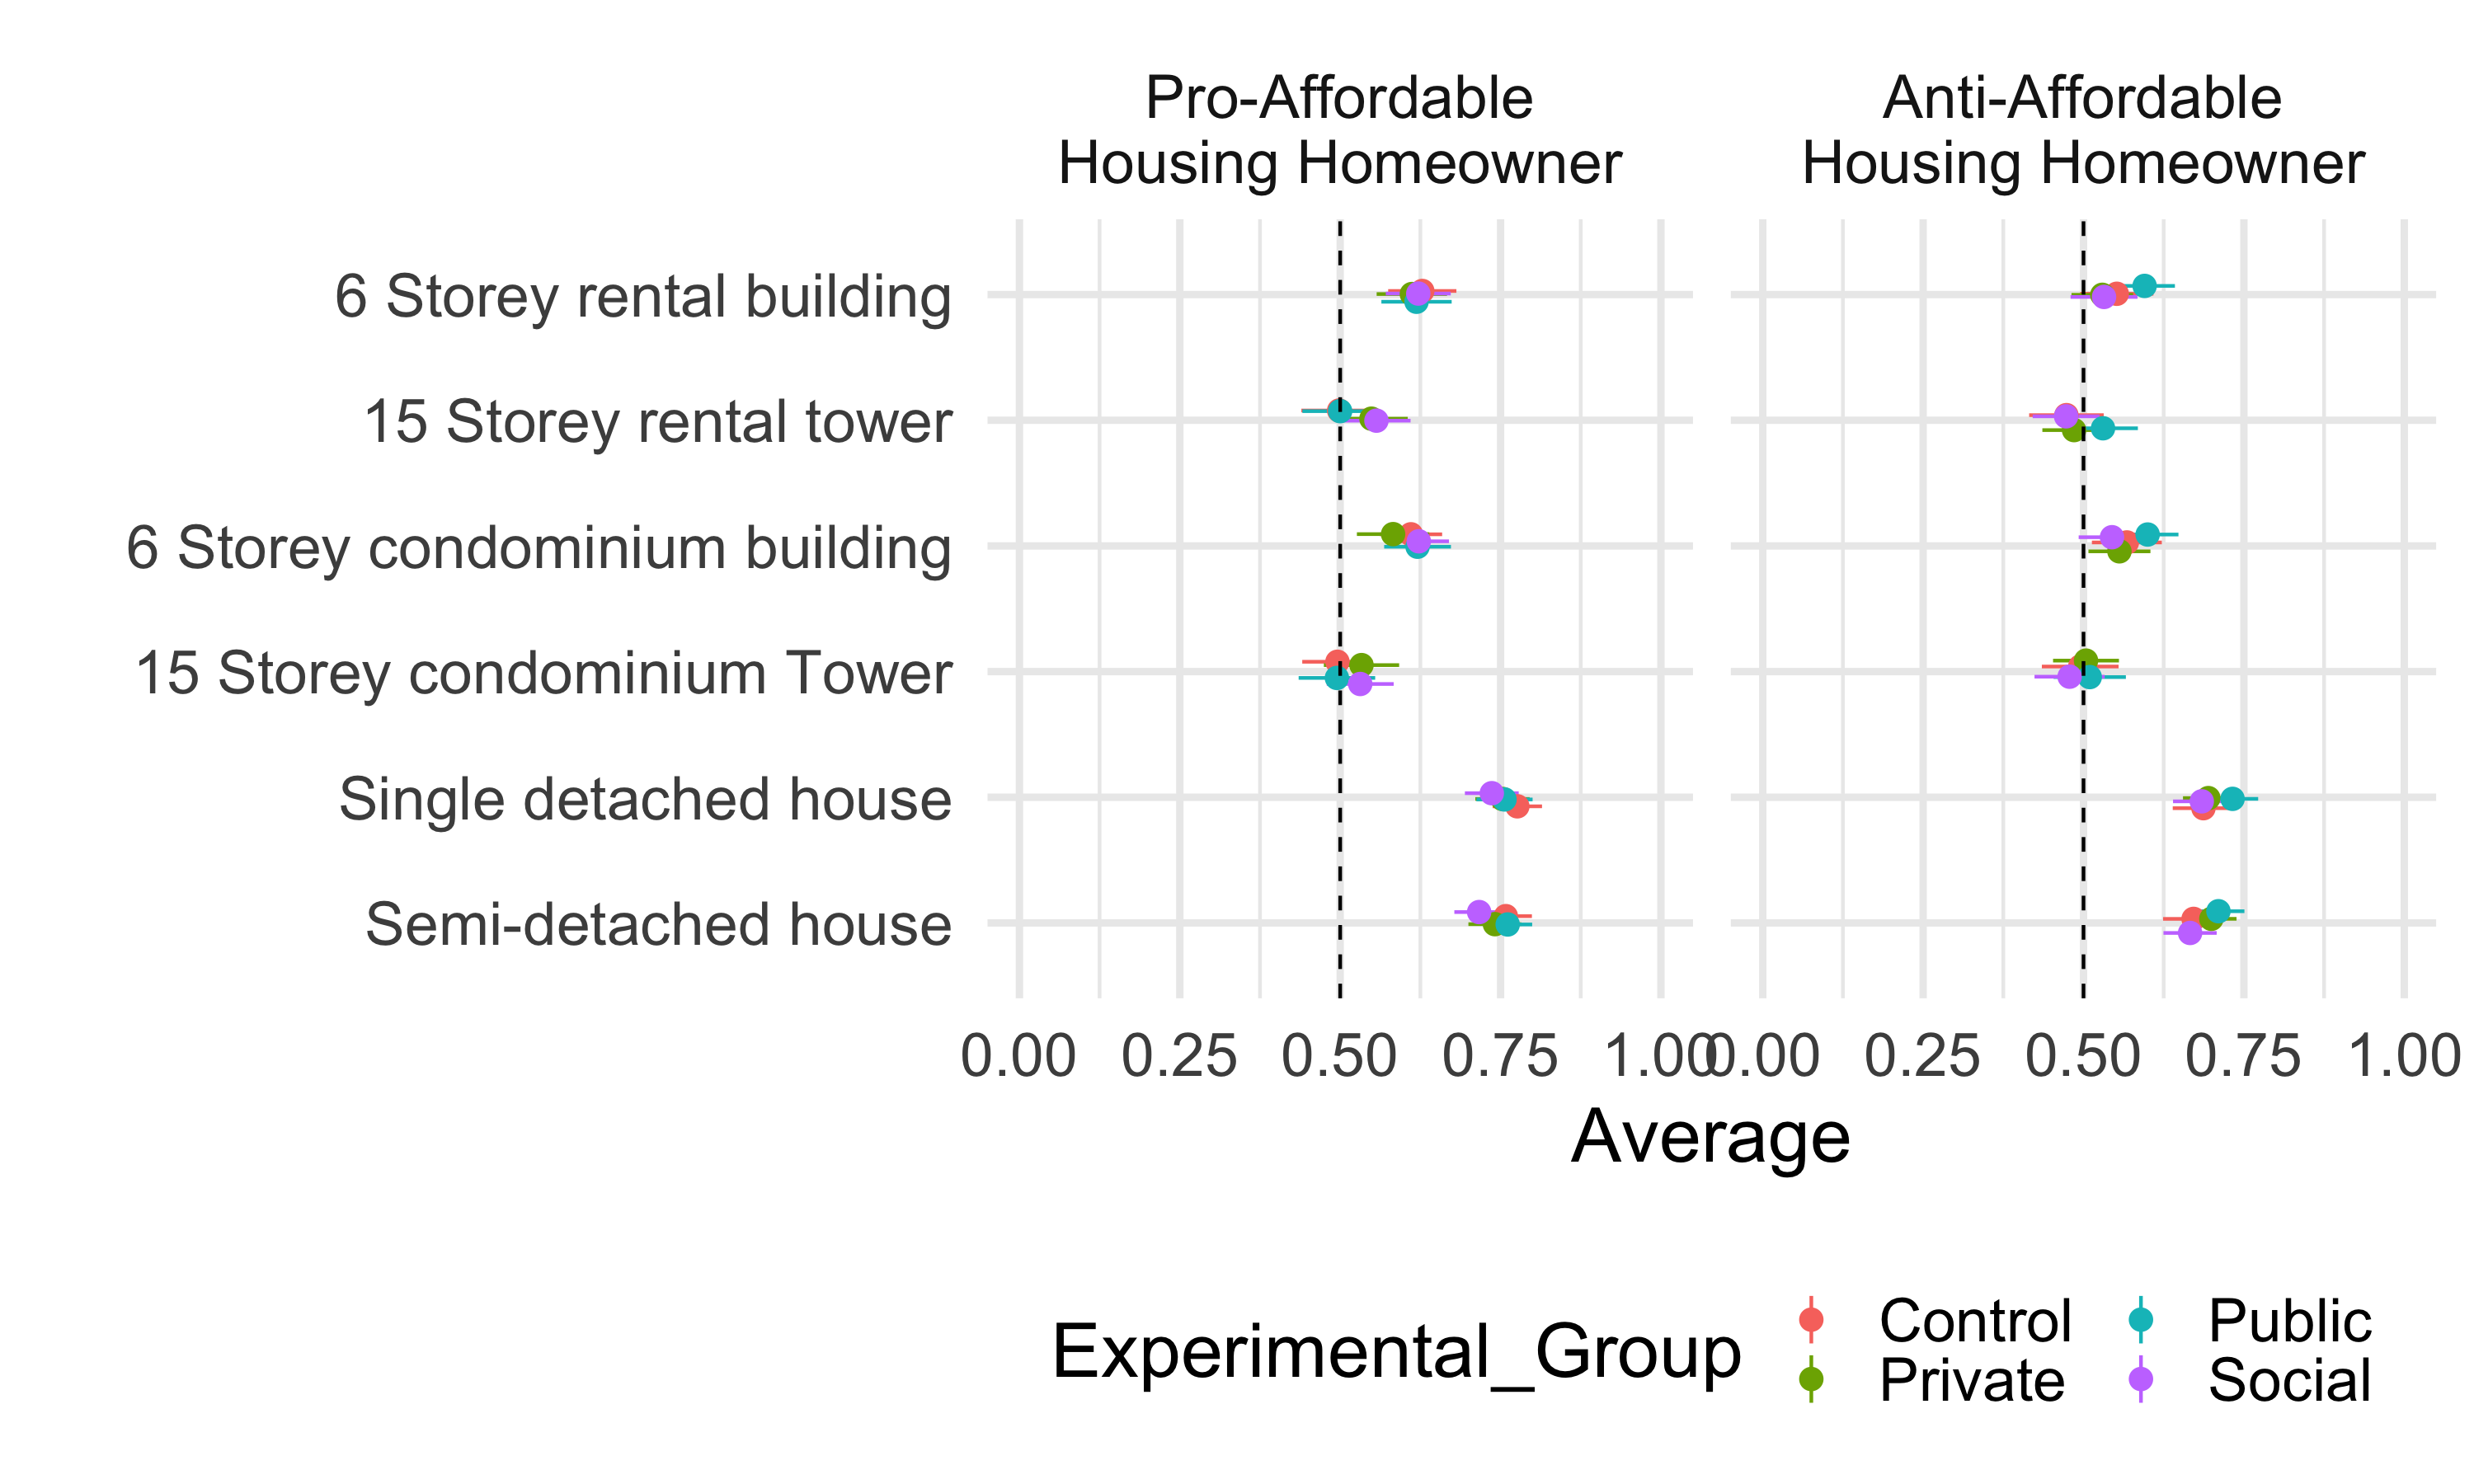 Pro-Affordable
Housing Homeowner
Anti-Affordable
Housing Homeowner
6 Storey rental building
15 Storey rental tower
6 Storey condominium building
15 Storey condominium Tower
Single detached house
Semi-detached house
0.00 0.25 0.50 0.75 1.00 0.00 0.25 0.50 0.75 1.00
Average
Experimental_Group
Control Public
Private Social